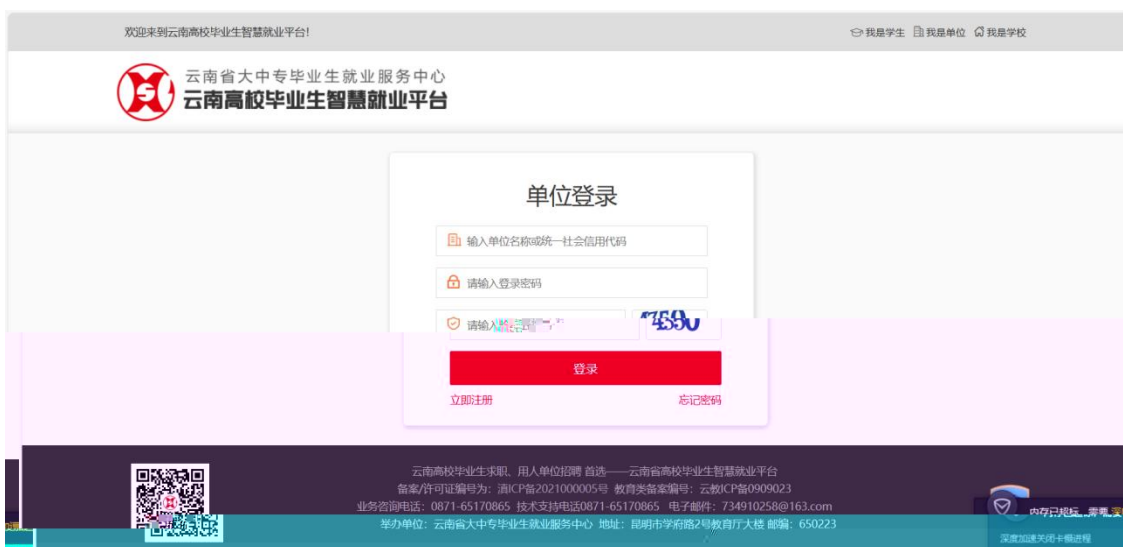 欢迎来到云南高校毕业生智慧就业平台!
我是学生 我是单位 我是学校
云南省大中专毕业生就业服务中心
云南高校毕业生智慧就业平台
单位登录
输入单位名称或统一社会信用代码
请输入登录密码
请输入
登录
立即注册 忘记密码
云南高校毕业生求职、用人单位招聘 首选——云南省高校毕业生智慧就业平台
备案/许可证编号为：滇ICP备2021000005号 教育类备案编号：云教ICP备0909023
业务咨询电话：0871-65170865 技术支持电话0871-65170865 电子邮件：734910258@163.com
举办单位：云南省大中专毕业生就业服务中心 地址：昆明市学府路2号教育厅大楼 邮编：650223
内存已超标，需要
深度加速关闭卡慢进程